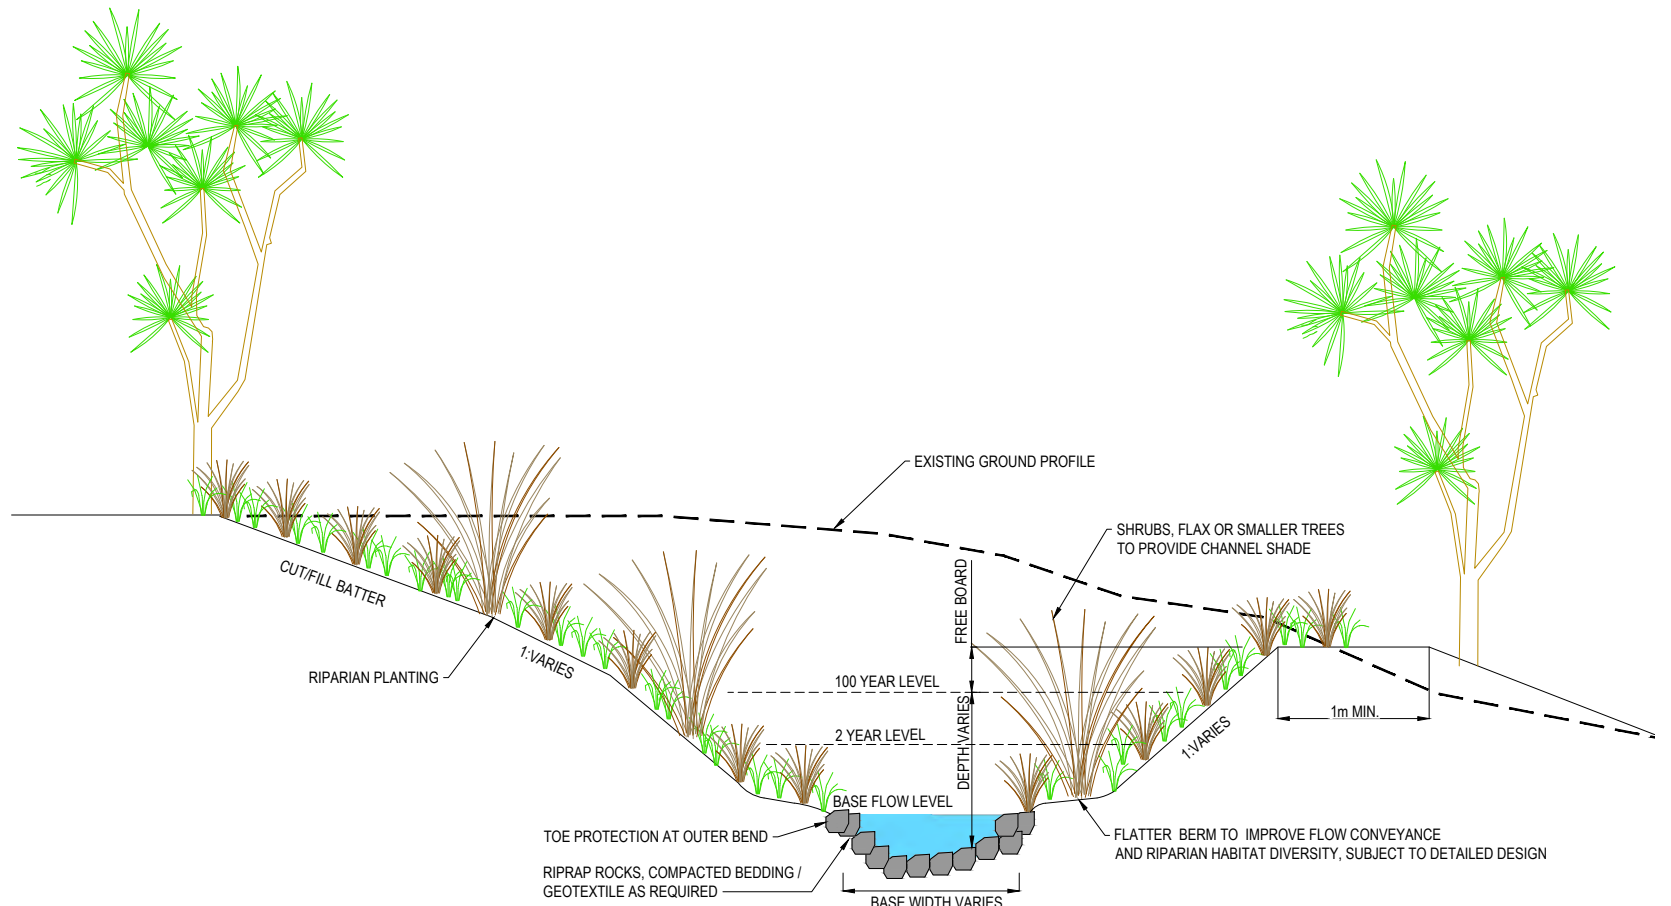 EXISTING GROUND PROFILE
SHRUBS, FLAX OR SMALLER TREES
TO PROVIDE CHANNEL SHADE
CUT/FILL BATTER
FREE BOARD
1:VARIES
RIPARIAN PLANTING
100 YEAR LEVEL
DEPTH VARIES
1m MIN.
2 YEAR LEVEL
1:VARIES
BASE FLOW LEVEL
TOE PROTECTION AT OUTER BEND
FLATTER BERM TO IMPROVE FLOW CONVEYANCE
AND RIPARIAN HABITAT DIVERSITY, SUBJECT TO DETAILED DESIGN
RIPRAP ROCKS, COMPACTED BEDDING /
GEOTEXTILE AS REQUIRED
BASE WIDTH VARIES